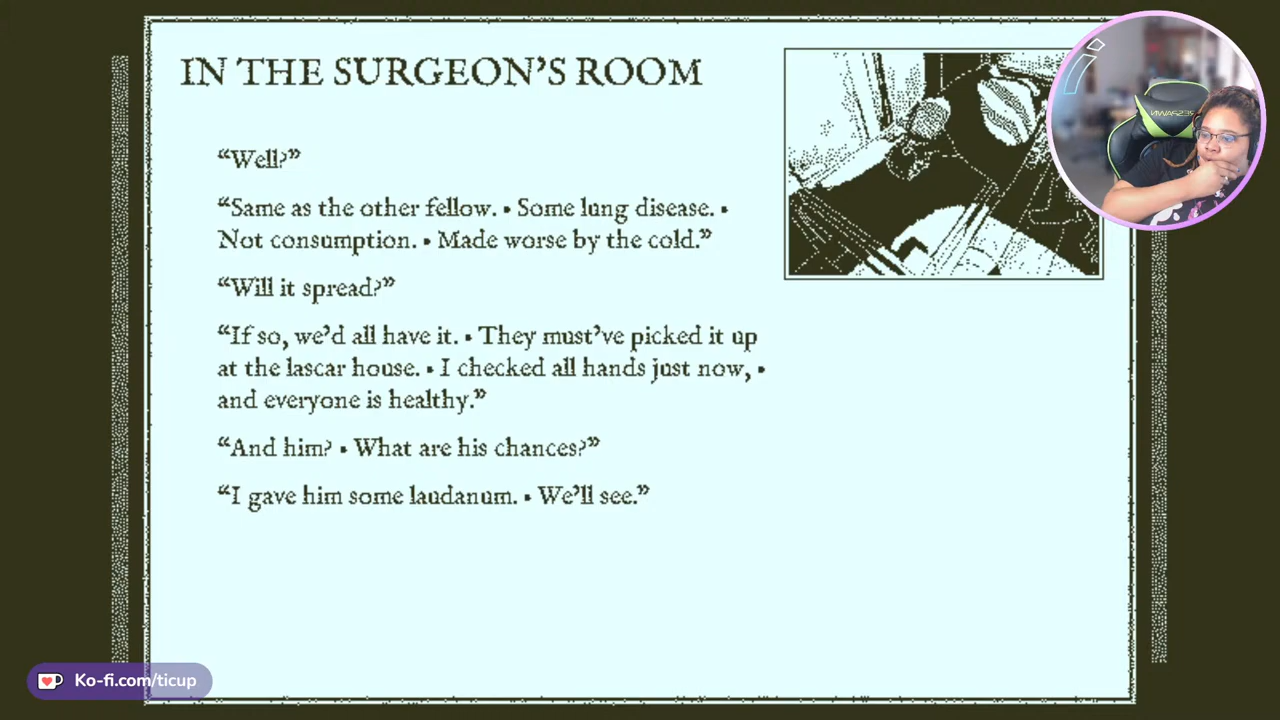 IN THE SURGEON'S ROOM
“Well?”
“Same as the other fellow. • Some lung disease. •
Not consumption. • Made worse by the cold.”
“Will it spread?”
“If so, we'd all have it. • They must've picked it up
at the lascar house. • I checked all hands just now, •
and everyone is healthy.”
“And him? • What are his chances?”
“I gave him some laudanum. • We'll see.”
Ko-fi.com/ticup